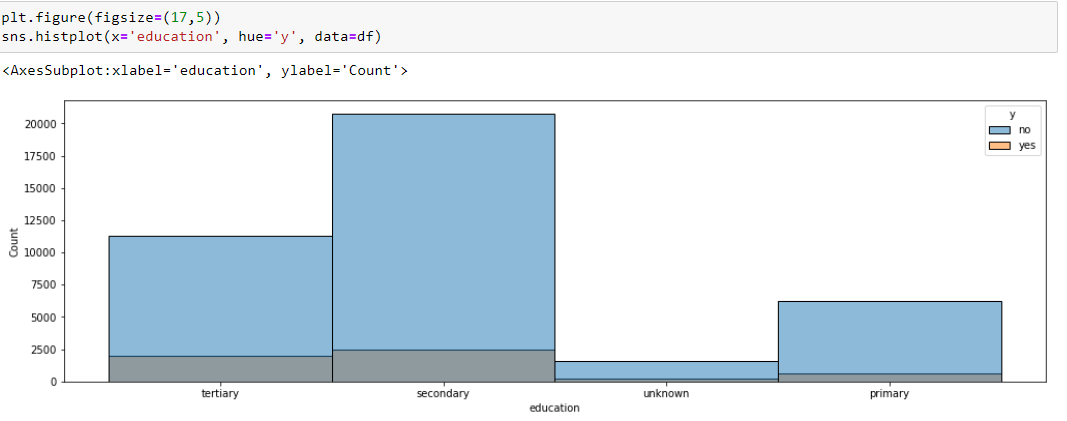 plt.figure(figsize=(17,5))
sns.histplot(x='education', hue='y', data=df)
<AxesSubplot:xlabel='education', ylabel='Count'>
y
no
yes
20000
17500
15000
12500
10000
7500
5000
2500
0
Count
tertiary secondary unknown primary
education